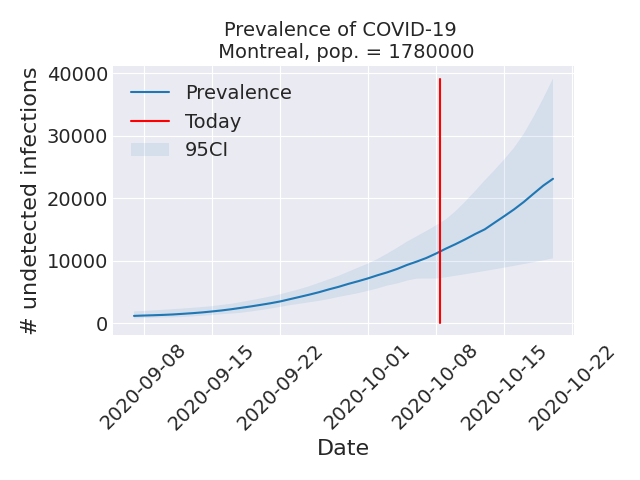 Prevalence of COVID-19
Montreal, pop. = 1780000
# undetected infections
40000
30000
20000
10000
0
Prevalence
Today
95CI
2020-09-08
2020-09-15
2020-09-22
2020-10-01
2020-10-08
2020-10-15
2020-10-22
Date